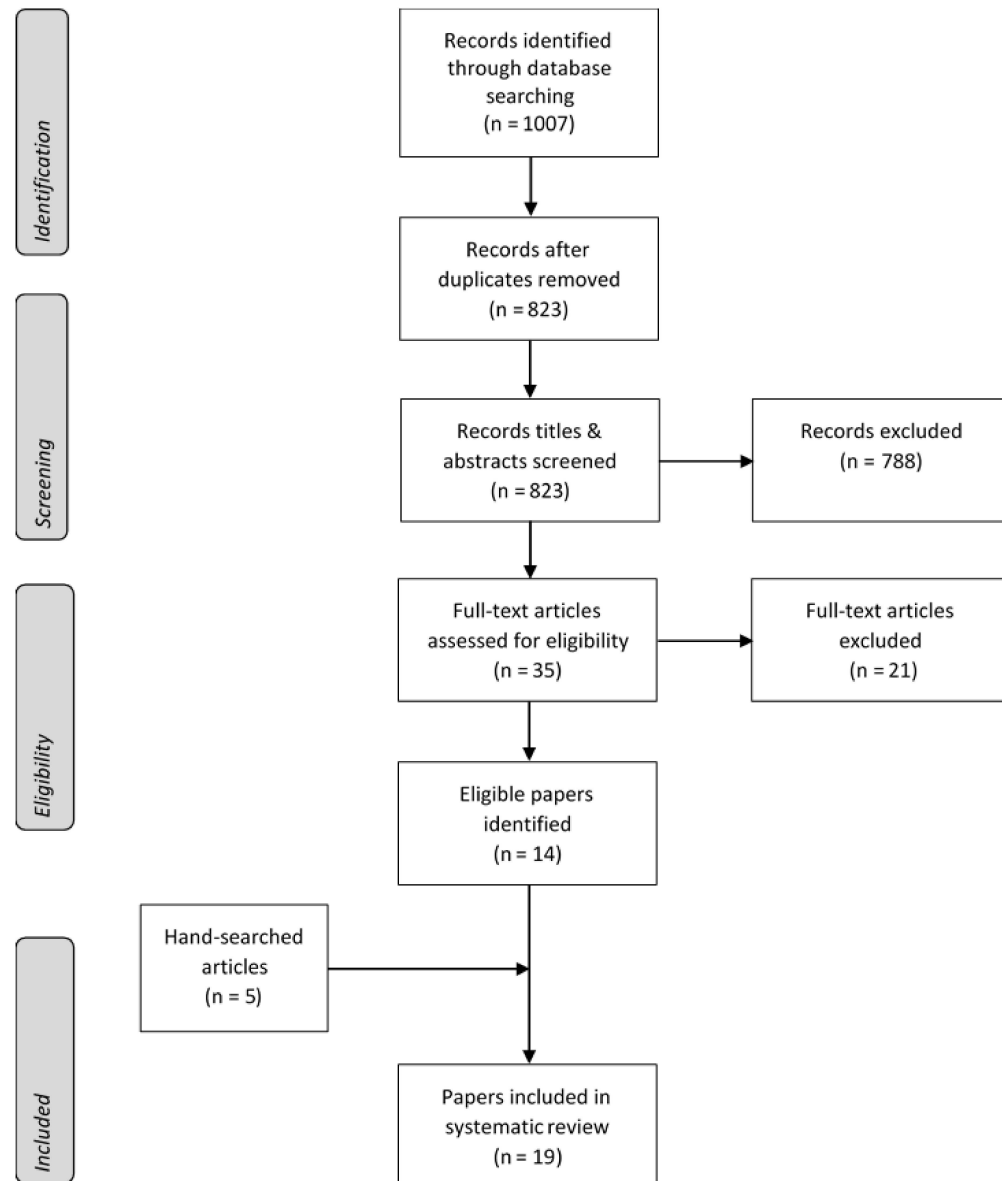 Identification
Records identified
through database
searching
(n = 1007)
Records after
duplicates removed
(n = 823)
Screening
Records titles &
abstracts screened
(n = 823)
Records excluded
(n = 788)
Eligibility
Full-text articles
assessed for eligibility
(n = 35)
Full-text articles
excluded
(n = 21)
Eligible papers
identified
(n = 14)
Included
Hand-searched
articles
(n = 5)
Papers included in
systematic review
(n = 19)